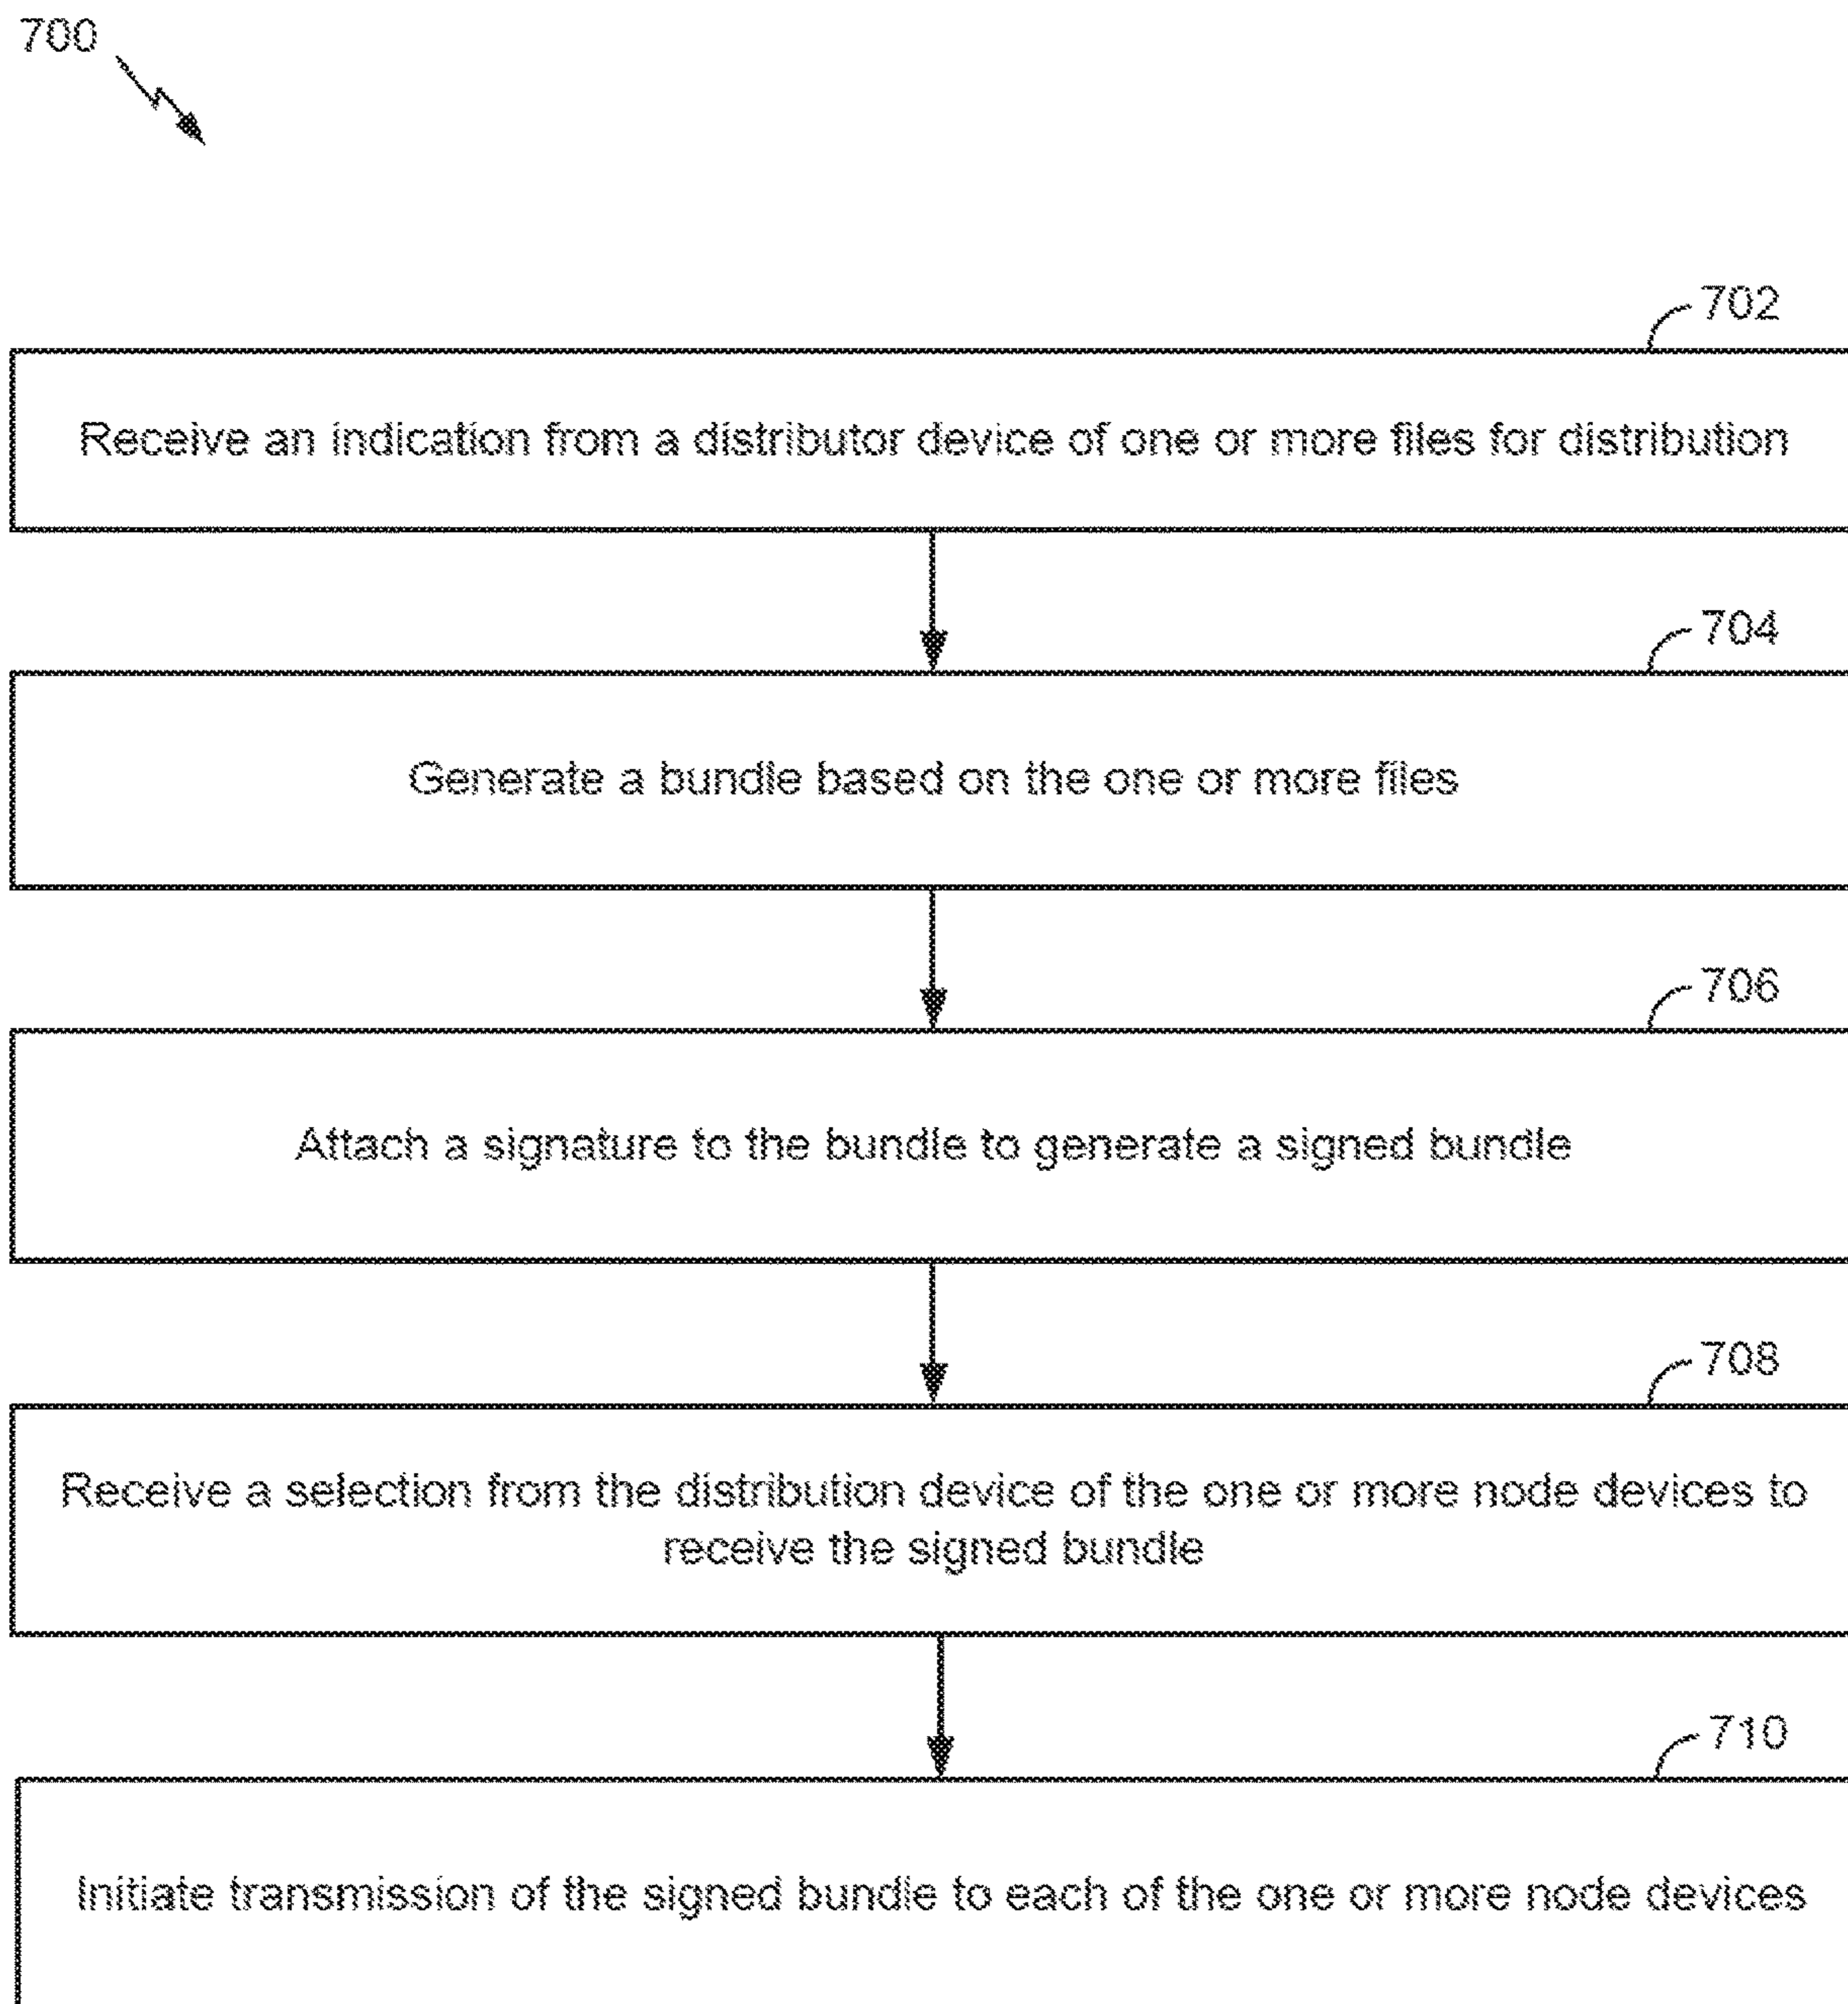 700
702
Receive an indication from a distributor device of one or more files for distribution
704
Generate a bundle based on the one or more files
706
Attach a signature to the bundle to generate a signed bundle
708
Receive a selection from the distribution device of the one or more node devices to
receive the signed bundle
710
Initiate transmission of the signed bundle to each of the one or more node devices